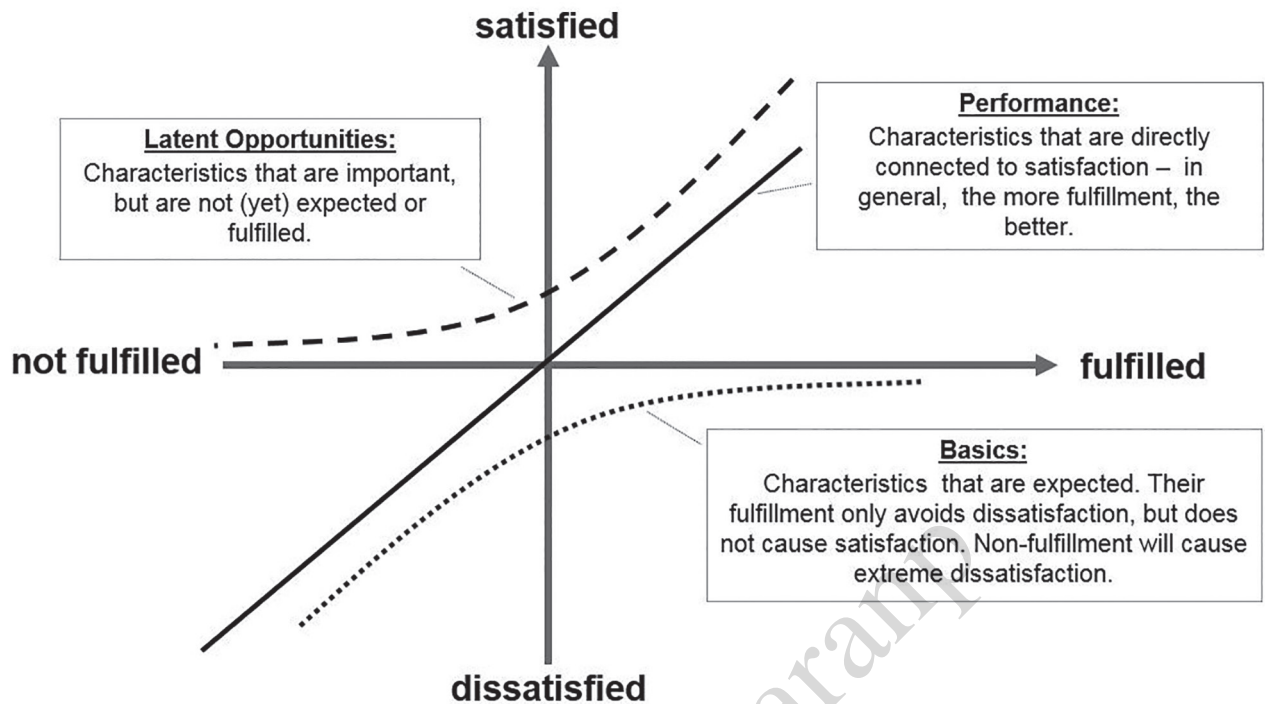 satisfied
Latent Opportunities:
Characteristics that are important,
but are not (yet) expected or
fulfilled.
Performance:
Characteristics that are directly
connected to satisfaction – in
general, the more fulfillment, the
better.
not fulfilled
fulfilled
Basics:
Characteristics that are expected. Their
fulfillment only avoids dissatisfaction, but does
not cause satisfaction. Non-fulfillment will cause
extreme dissatisfaction.
dissatisfied